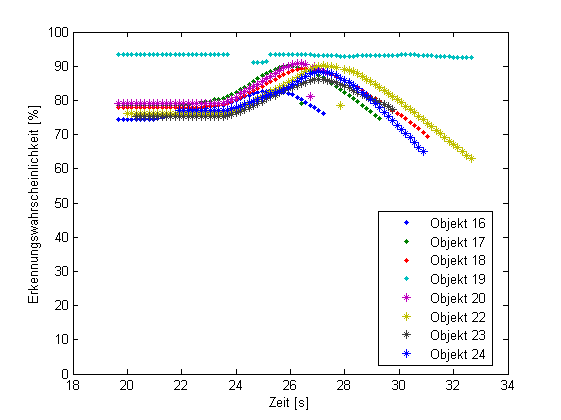 100
90
80
70
60
50
40
30
20
10
0
Erkennungswahrscheinlichkeit [%]
Objekt 16
Objekt 17
Objekt 18
Objekt 19
Objekt 20
Objekt 22
Objekt 23
Objekt 24
18 20 22 24 26 28 30 32 34
Zeit [s]